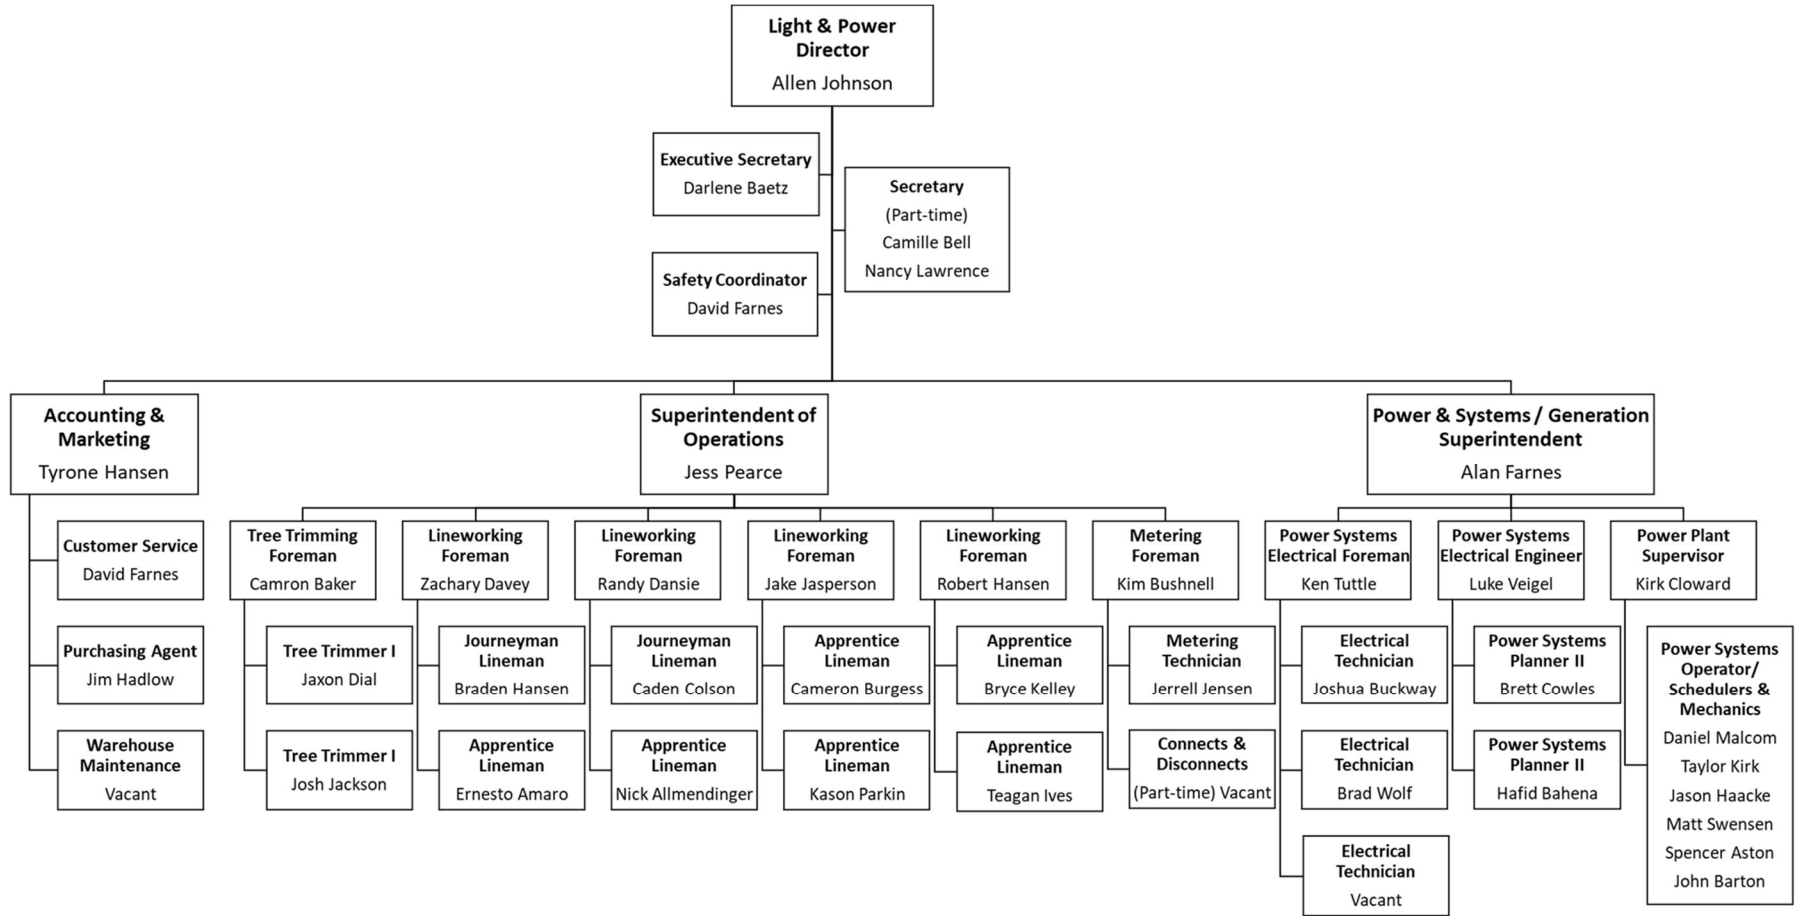 Light & Power
Director
Allen Johnson
Executive Secretary
Darlene Baetz
Secretary
(Part-time)
Camille Bell
Nancy Lawrence
Safety Coordinator
David Farnes
Accounting &
Marketing
Tyrone Hansen
Customer Service
David Farnes
Purchasing Agent
Jim Hadlow
Warehouse
Maintenance
Vacant
Superintendent of
Operations
Jess Pearce
Tree Trimming
Foreman
Camron Baker
Tree Trimmer I
Jaxon Dial
Tree Trimmer I
Josh Jackson
Lineworking
Foreman
Zachary Davey
Journeyman
Lineman
Braden Hansen
Apprentice
Lineman
Ernesto Amaro
Lineworking
Foreman
Randy Dansie
Journeyman
Lineman
Caden Colson
Apprentice
Lineman
Nick Allmendinger
Lineworking
Foreman
Jake Jasperson
Apprentice
Lineman
Cameron Burgess
Apprentice
Lineman
Kason Parkin
Lineworking
Foreman
Robert Hansen
Apprentice
Lineman
Bryce Kelley
Apprentice
Lineman
Teagan Ives
Metering
Foreman
Kim Bushnell
Metering
Technician
Jerrell Jensen
Connects &
Disconnects
(Part-time) Vacant
Power & Systems / Generation
Superintendent
Alan Farnes
Power Systems
Electrical Foreman
Ken Tuttle
Electrical
Technician
Joshua Buckway
Electrical
Technician
Brad Wolf
Electrical
Technician
Vacant
Power Systems
Electrical Engineer
Luke Veigel
Power Systems
Planner II
Brett Cowles
Power Systems
Planner II
Hafid Bahena
Power Plant
Supervisor
Kirk Cloward
Power Systems
Operator/
Schedulers &
Mechanics
Daniel Malcom
Taylor Kirk
Jason Haacke
Matt Swensen
Spencer Aston
John Barton